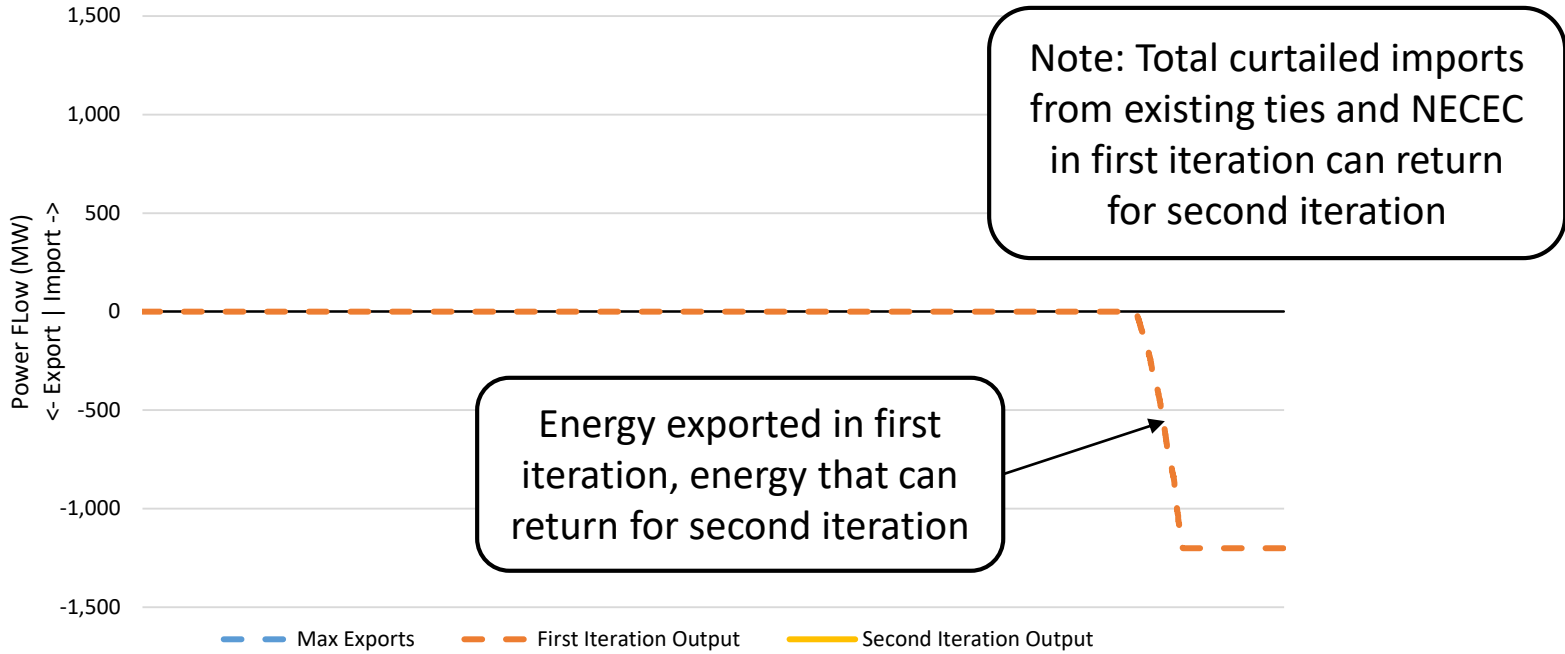 1,500
1,000
500
0
-500
-1,000
-1,500
Power FLow (MW)
<- Export | Import ->
Note: Total curtailed imports
from existing ties and NECEC
in first iteration can return
for second iteration
Energy exported in first
iteration, energy that can
return for second iteration
Max Exports
First Iteration Output
Second Iteration Output